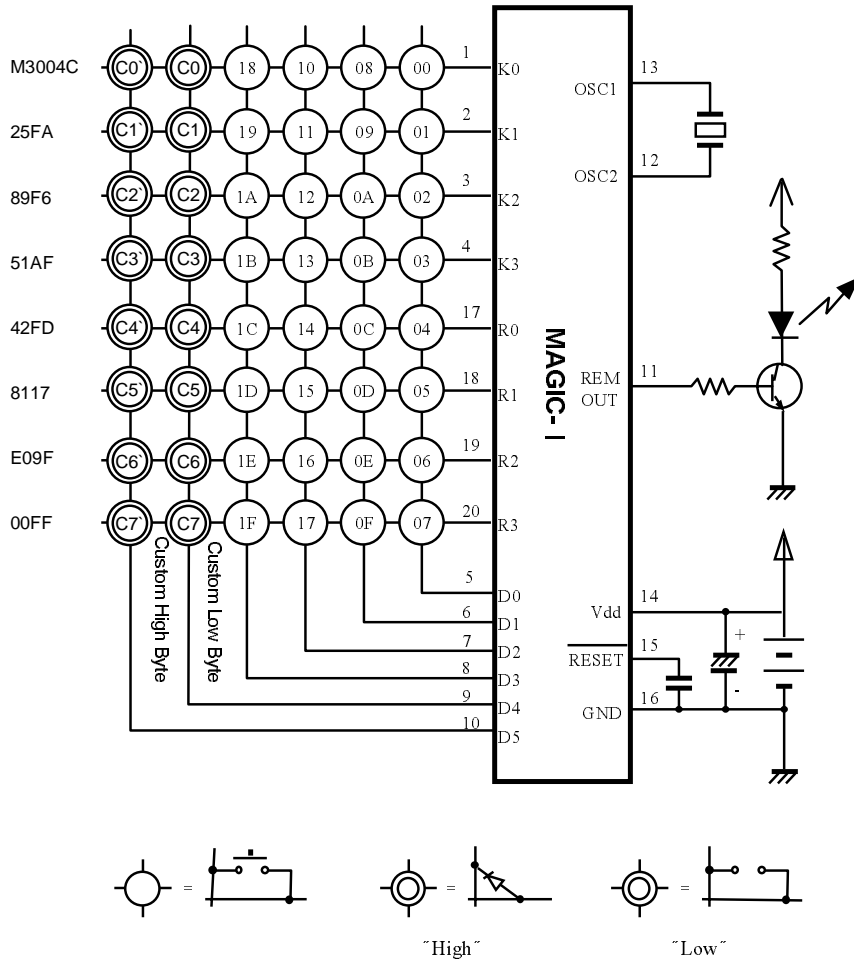 M3004C C0` C0 18 10 08 00 1 K0
25FA C1` C1 19 11 09 01 2 K1
89F6 C2` C2 1A 12 0A 02 3 K2
51AF C3` C3 1B 13 0B 03 4 K3
42FD C4` C4 1C 14 0C 04 17 R0
8117 C5` C5 1D 15 0D 05 18 R1
E09F C6` C6 1E 16 0E 06 19 R2
00FF C7` C7 1F 17 0F 07 20 R3
Custom High Byte
Custom Low Byte
5 D0
6 D1
7 D2
8 D3
9 D4
10 D5
MAGIC- I
OSC1 13
OSC2 12
REM 11
OUT
Vdd 14
+
RESET 15
-
GND 16
=
=
=
"High"
"Low"